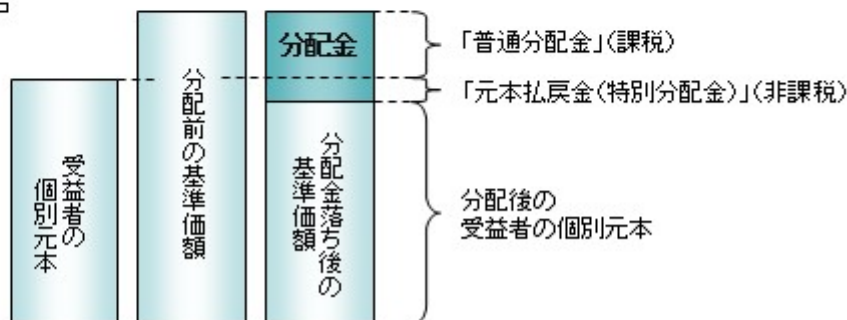 分配金
「普通分配金」(課税)
「元本払戻金(特別分配金)」(非課税)
受益者の
個別元本
分配前の基準価額
分配金落ち後の
基準価額
分配後の
受益者の個別元本